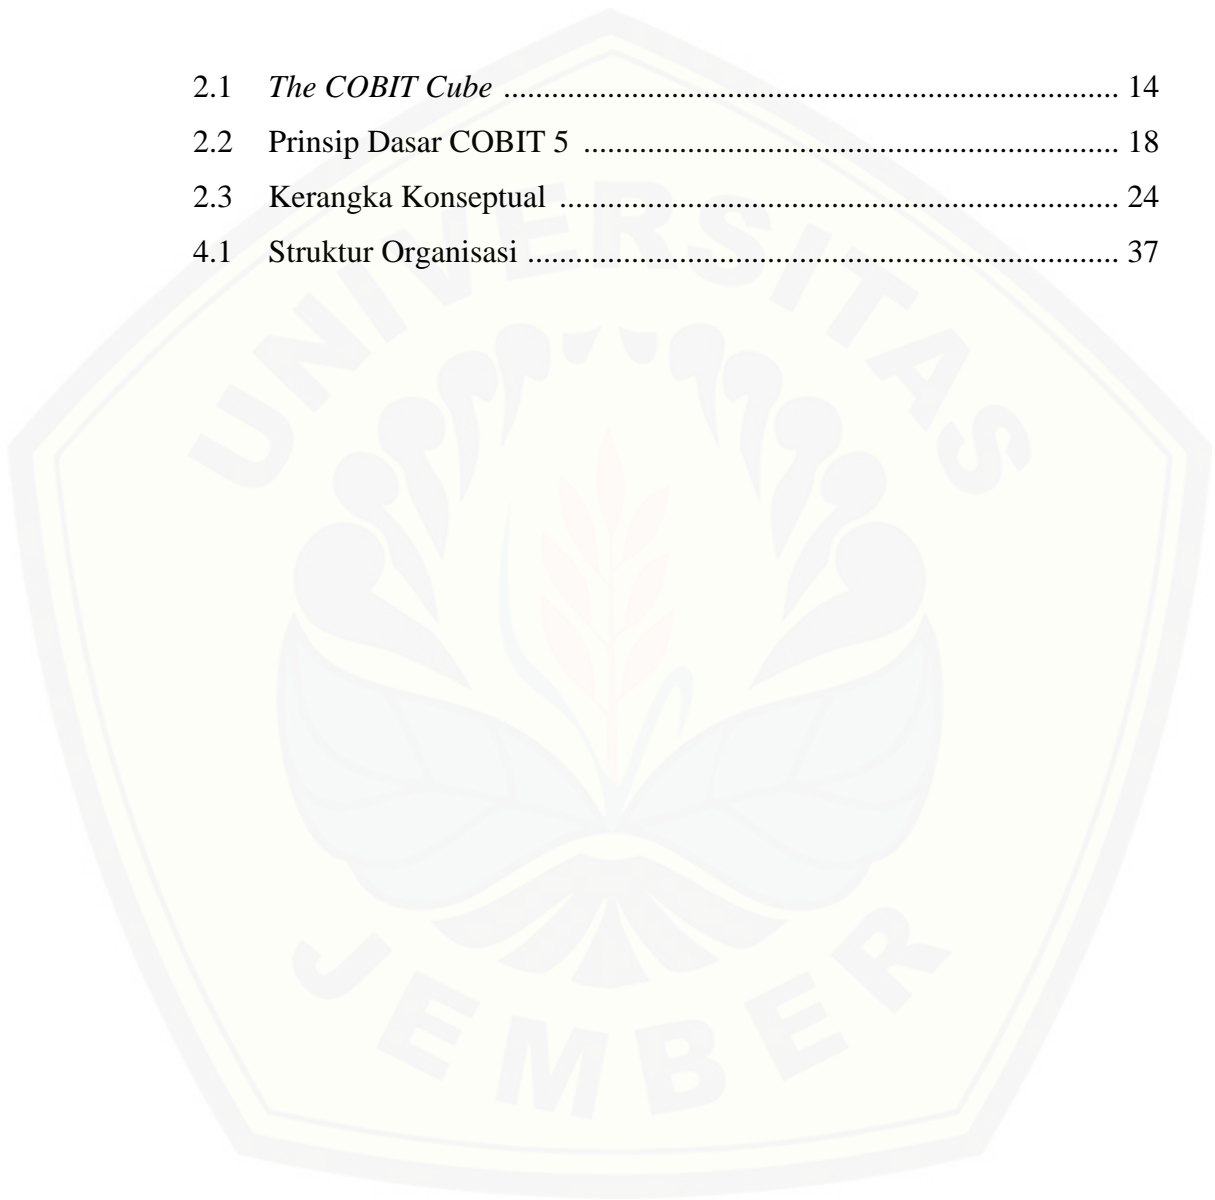 2.1 The COBIT Cube .............................................................................. 14
2.2 Prinsip Dasar COBIT 5 .................................................................... 18
2.3 Kerangka Konseptual ....................................................................... 24
4.1 Struktur Organisasi ........................................................................... 37
UNIVERSITAS
JEMBER